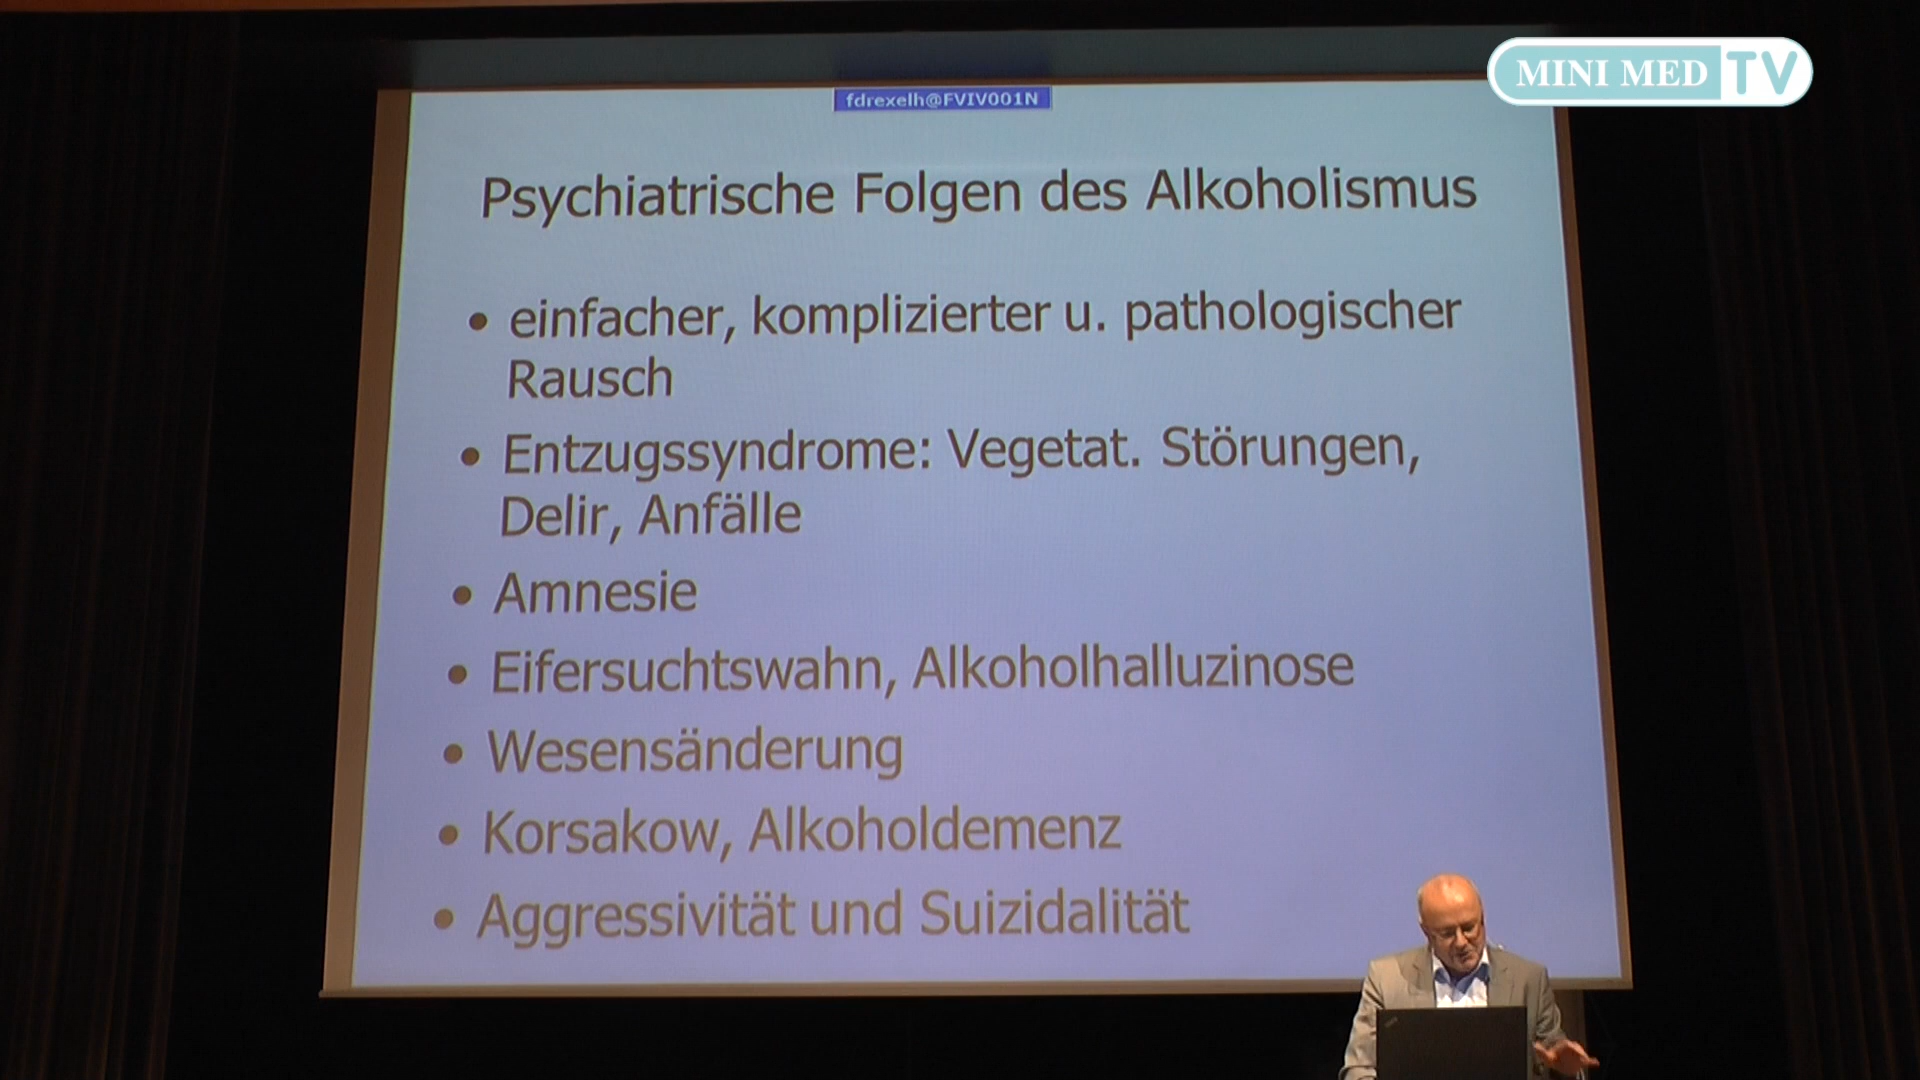 MINI MED TV
fdrexelh@FVIV001N
Psychiatrische Folgen des Alkoholismus
• einfacher, komplizierter u. pathologischer
Rausch
• Entzugssyndrome: Vegetat. Störungen,
Delir, Anfälle
• Amnesie
• Eifersuchtswahn, Alkoholhalluzinose
• Wesensänderung
• Korsakow, Alkoholdemenz
• Aggressivität und Suizidalität